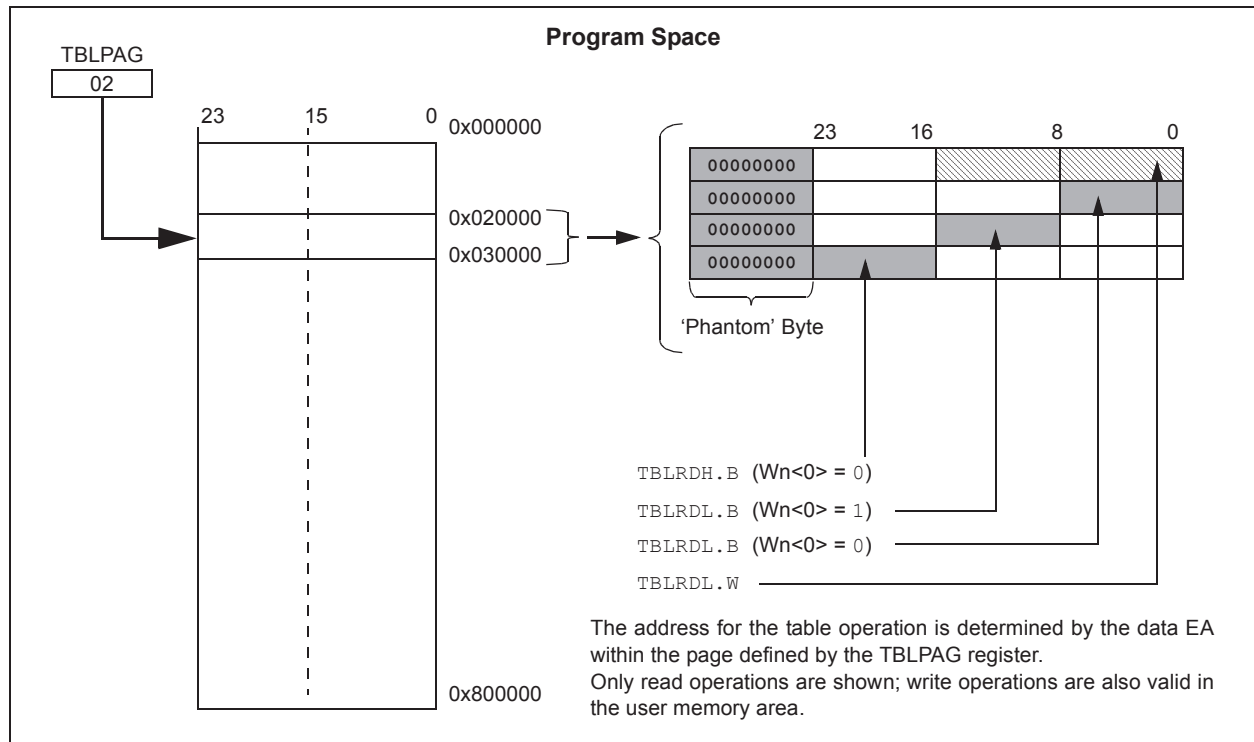 Program Space
TBLPAG
02
23 15 0
0x000000
0x020000
0x030000
0x800000
23 16 8 0
00000000
00000000
00000000
00000000
‘Phantom’ Byte
TBLRDH.B (Wn<0> = 0)
TBLRDL.B (Wn<0> = 1)
TBLRDL.B (Wn<0> = 0)
TBLRDL.W
The address for the table operation is determined by the data EA
within the page defined by the TBLPAG register.
Only read operations are shown; write operations are also valid in
the user memory area.